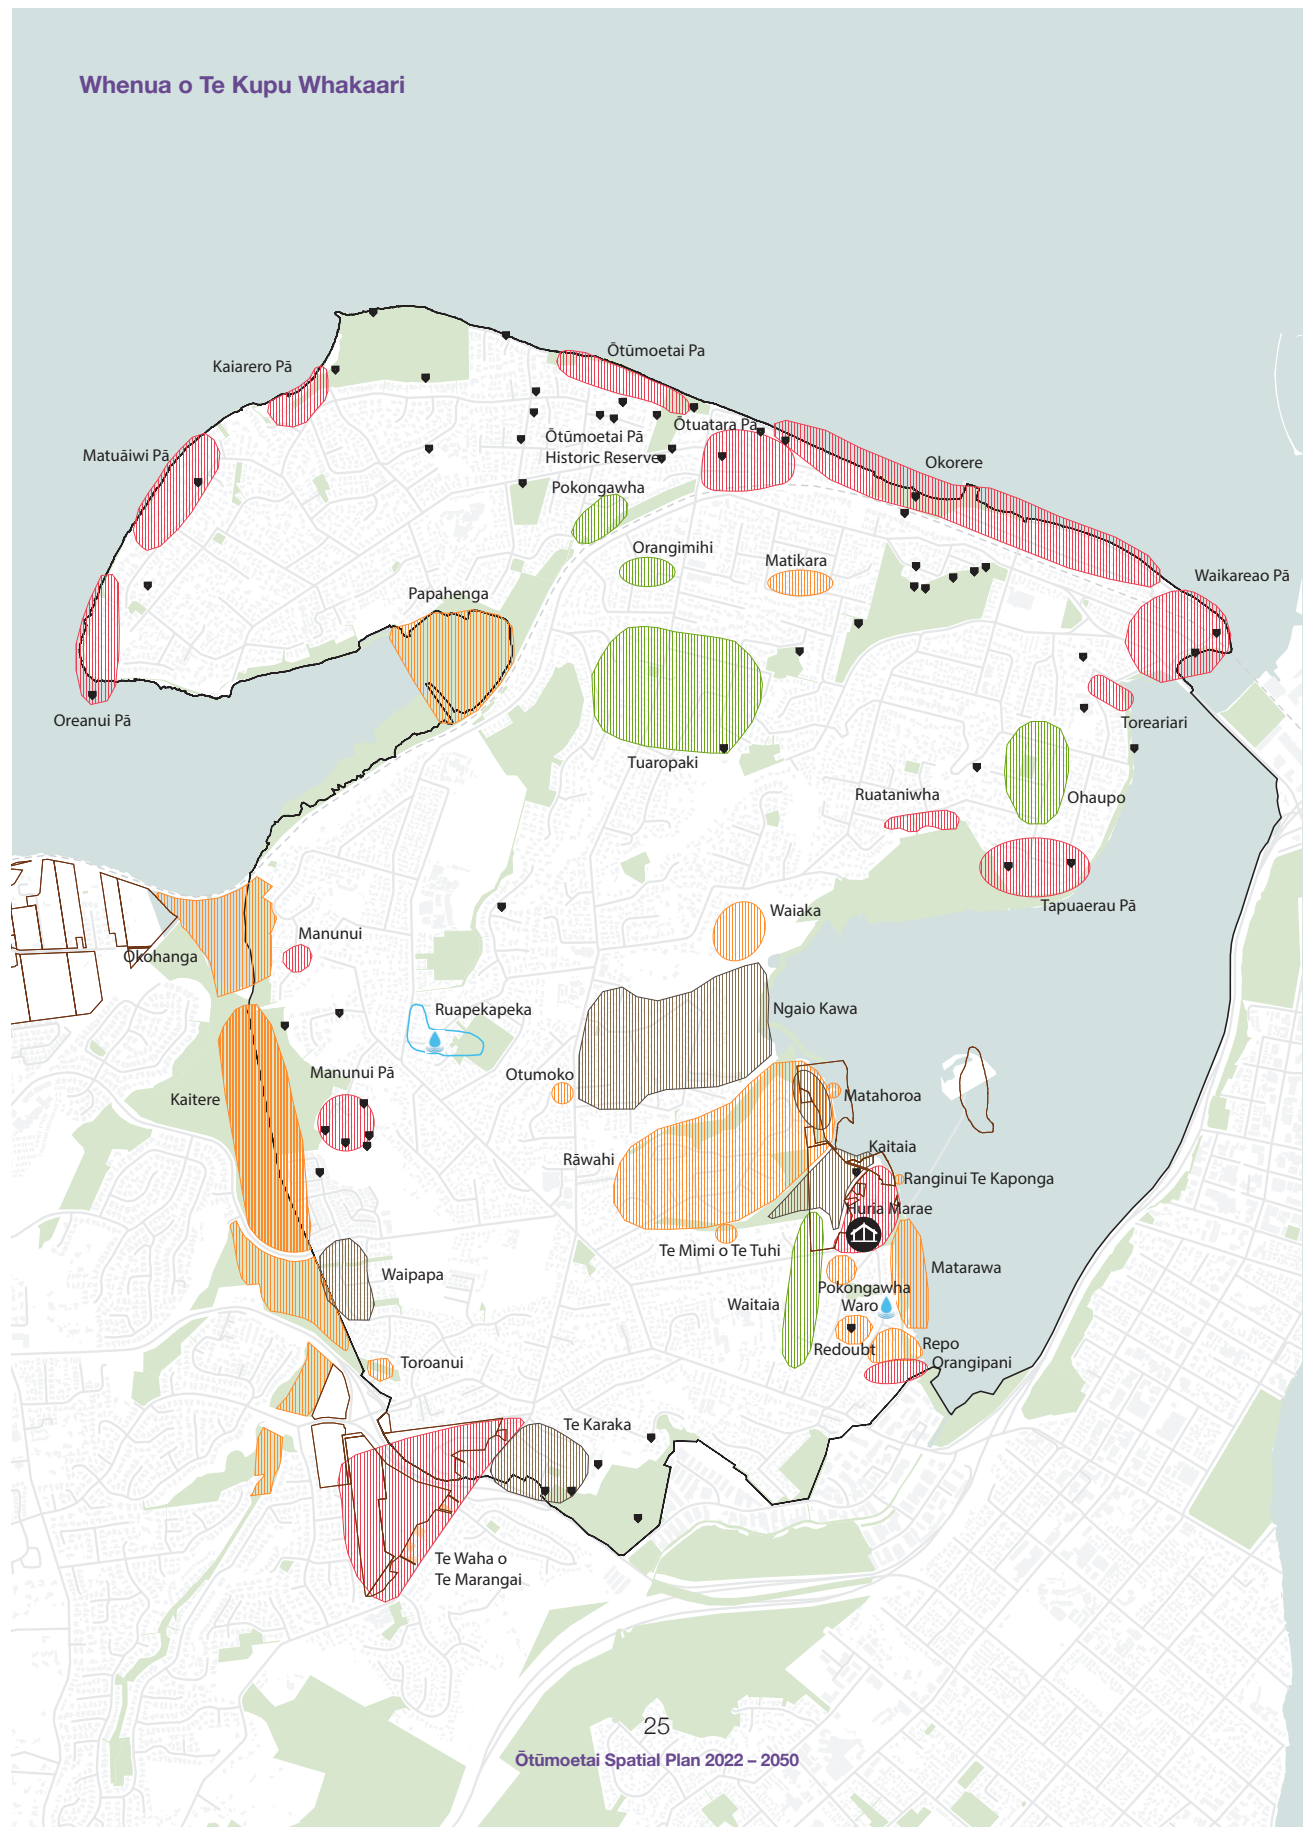 Whenua o Te Kupu Whakaari
Ōtūmoetai Pa
Kaiarero Pā
Ōtuatara Pa
Ōtūmoetai Pā
Historic Reserve
Matuāiwi Pā
Okorere
Pokongawha
Orangimihi
Matikara
Waikareao Pā
Papahenga
Oreanui Pā
Toreariari
Tuaropaki
Ruataniwha
Ohaupo
Tapuaerau Pā
Waiaka
Manunui
Okohanga
Ruapekapeka
Ngaio Kawa
Manunui Pā
Otumoko
Kaitere
Matahoroa
Kaitaia
Rāwahi
Ranginui Te Kaponga
Huria Marae
Te Mimi o Te Tuhi
Matarawa
Waipapa
Pokongawha
Waro
Waitaia
Repo
Redoubt
Orangipani
Toroanui
Te Karaka
Te Waha o
Te Marangai
25
Ōtūmoetai Spatial Plan 2022 – 2050